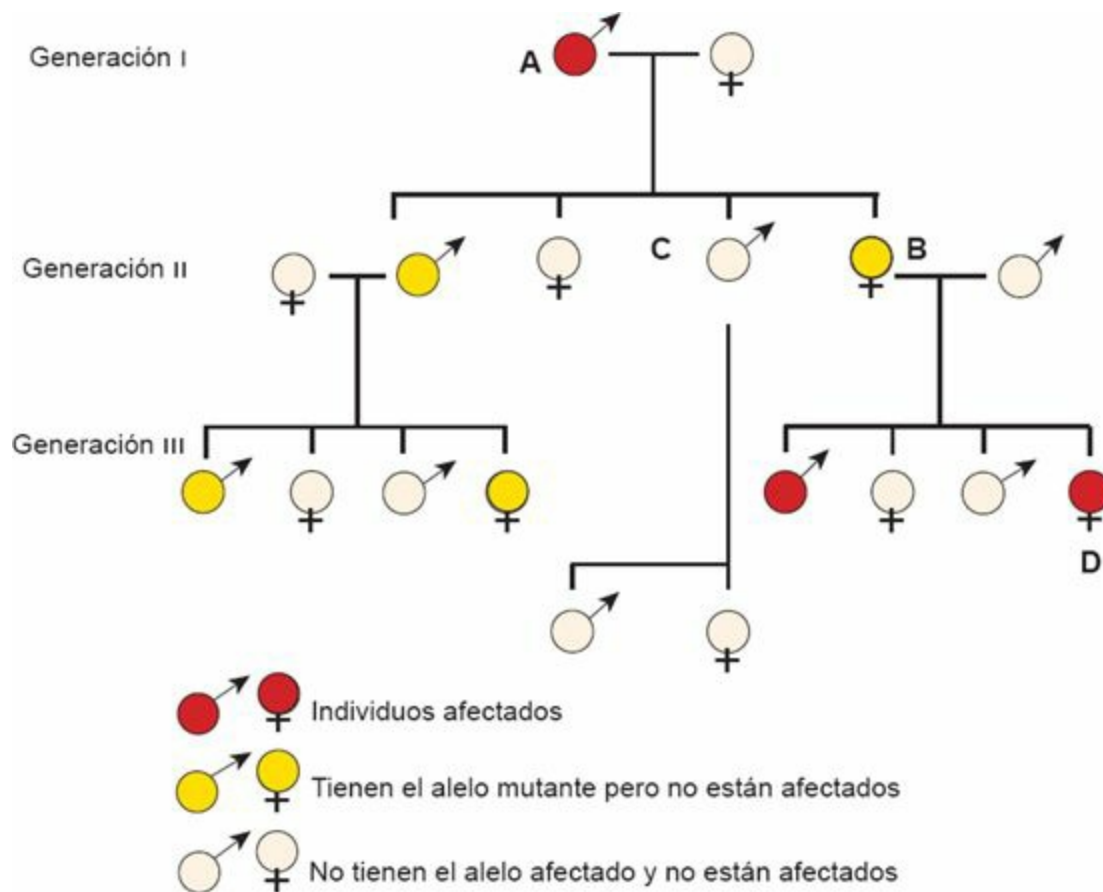 Generación I
A
Generación II
C
B
Generación III
D
Individuos afectados
Tienen el alelo mutante pero no están afectados
No tienen el alelo afectado y no están afectados